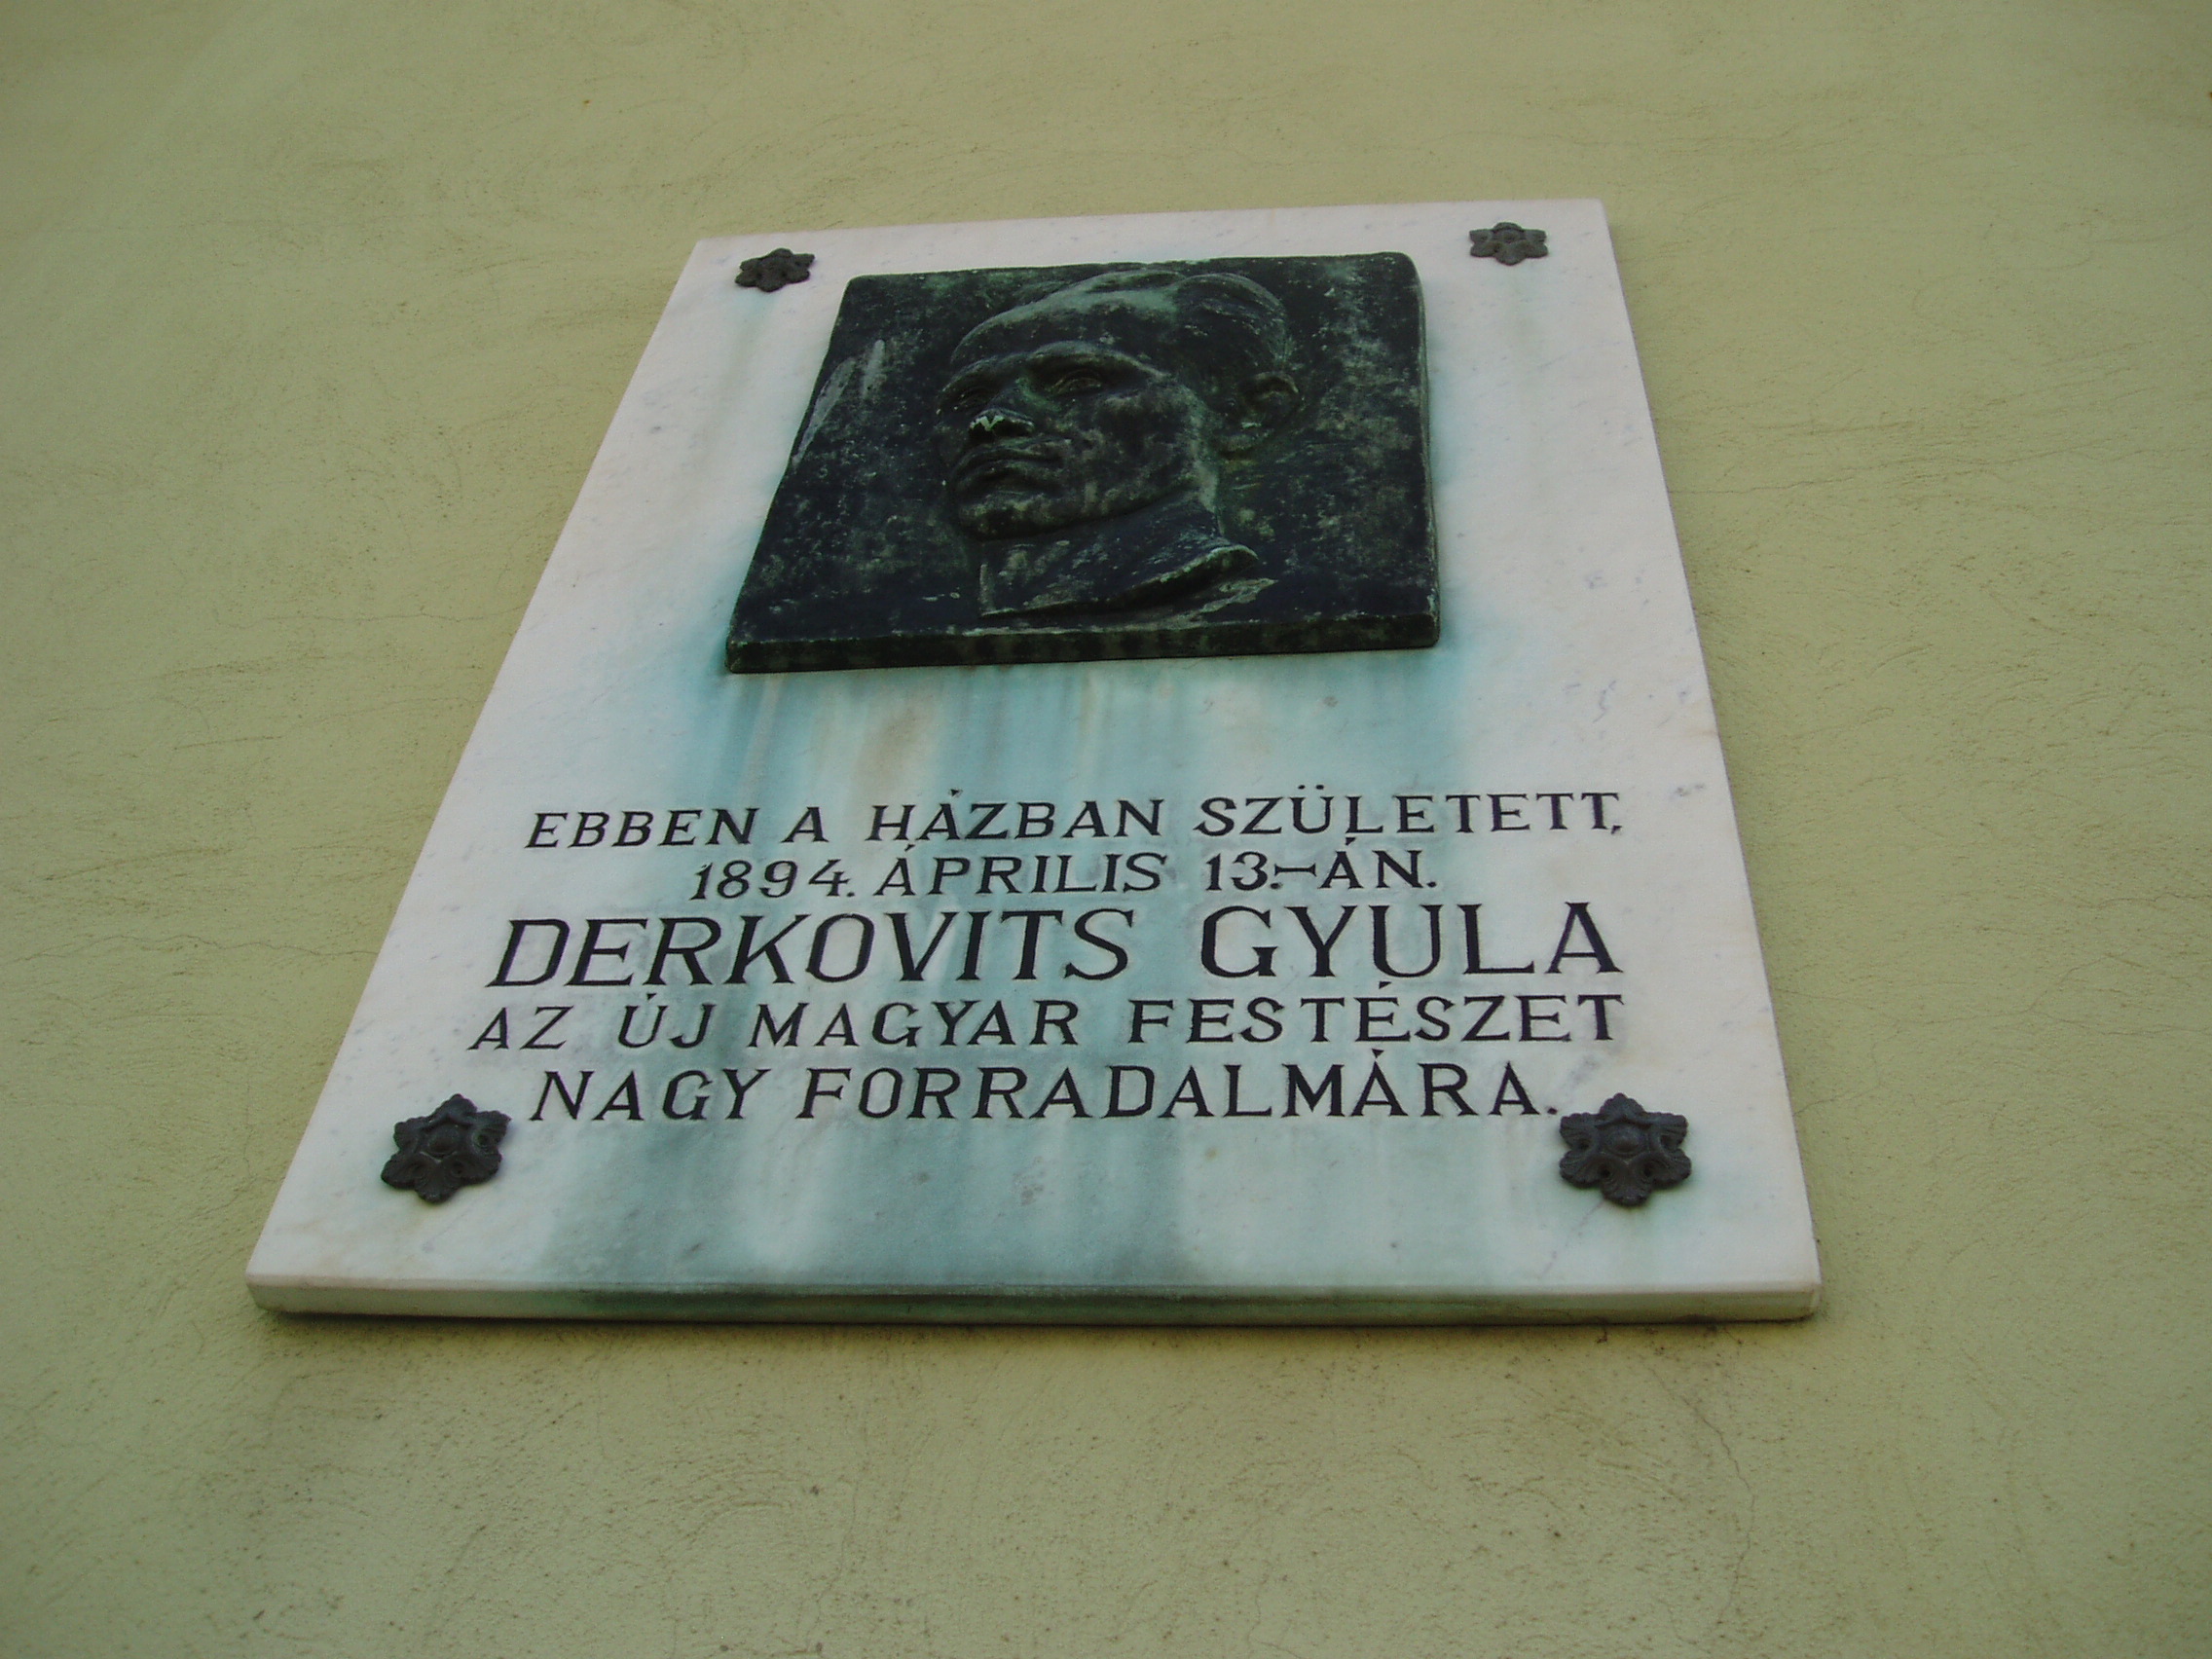 EBBEN A HÁZBAN SZÜLETETT,
1894. ÁPRILIS 13.-ÁN.
DERKOVITS GYULA
AZ ÚJ MAGYAR FESTÉSZET
NAGY FORRADALMÁRA.